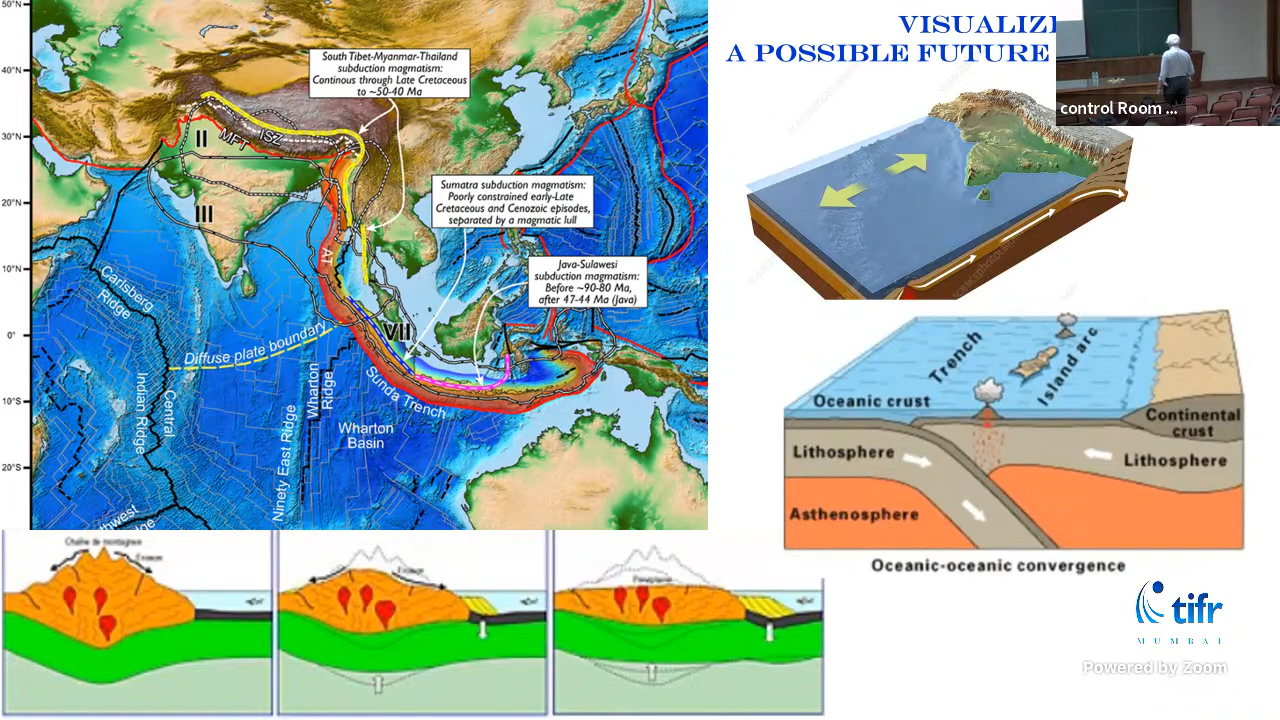 VISUALIZI
A POSSIBLE FUTURE
control Room ...
50°N
40°N
30°N
20°N
10°N
0°
10°S
20°S
South Tibet-Myanmar-Thailand
subduction magmatism:
Continous through Late Cretaceous
to ~50-40 Ma
II
MFT
ISZ
III
AT
Sumatra subduction magmatism:
Poorly constrained early-Late
Cretaceous and Cenozoic episodes,
separated by a magmatic lull
Java-Sulawesi
subduction magmatism:
Before ~90-80 Ma,
after 47-44 Ma (Java)
VII
Carlsberg
Ridge
Diffuse plate boundary
Central
Indian Ridge
Ninety East Ridge
Wharton
Ridge
Sunda Trench
Wharton
Basin
Trench
Island arc
Oceanic crust
Continental
crust
Lithosphere
Lithosphere
Asthenosphere
Oceanic-oceanic convergence
Chaîne de montagnes
tifr
MUMBAI
Powered by Zoom